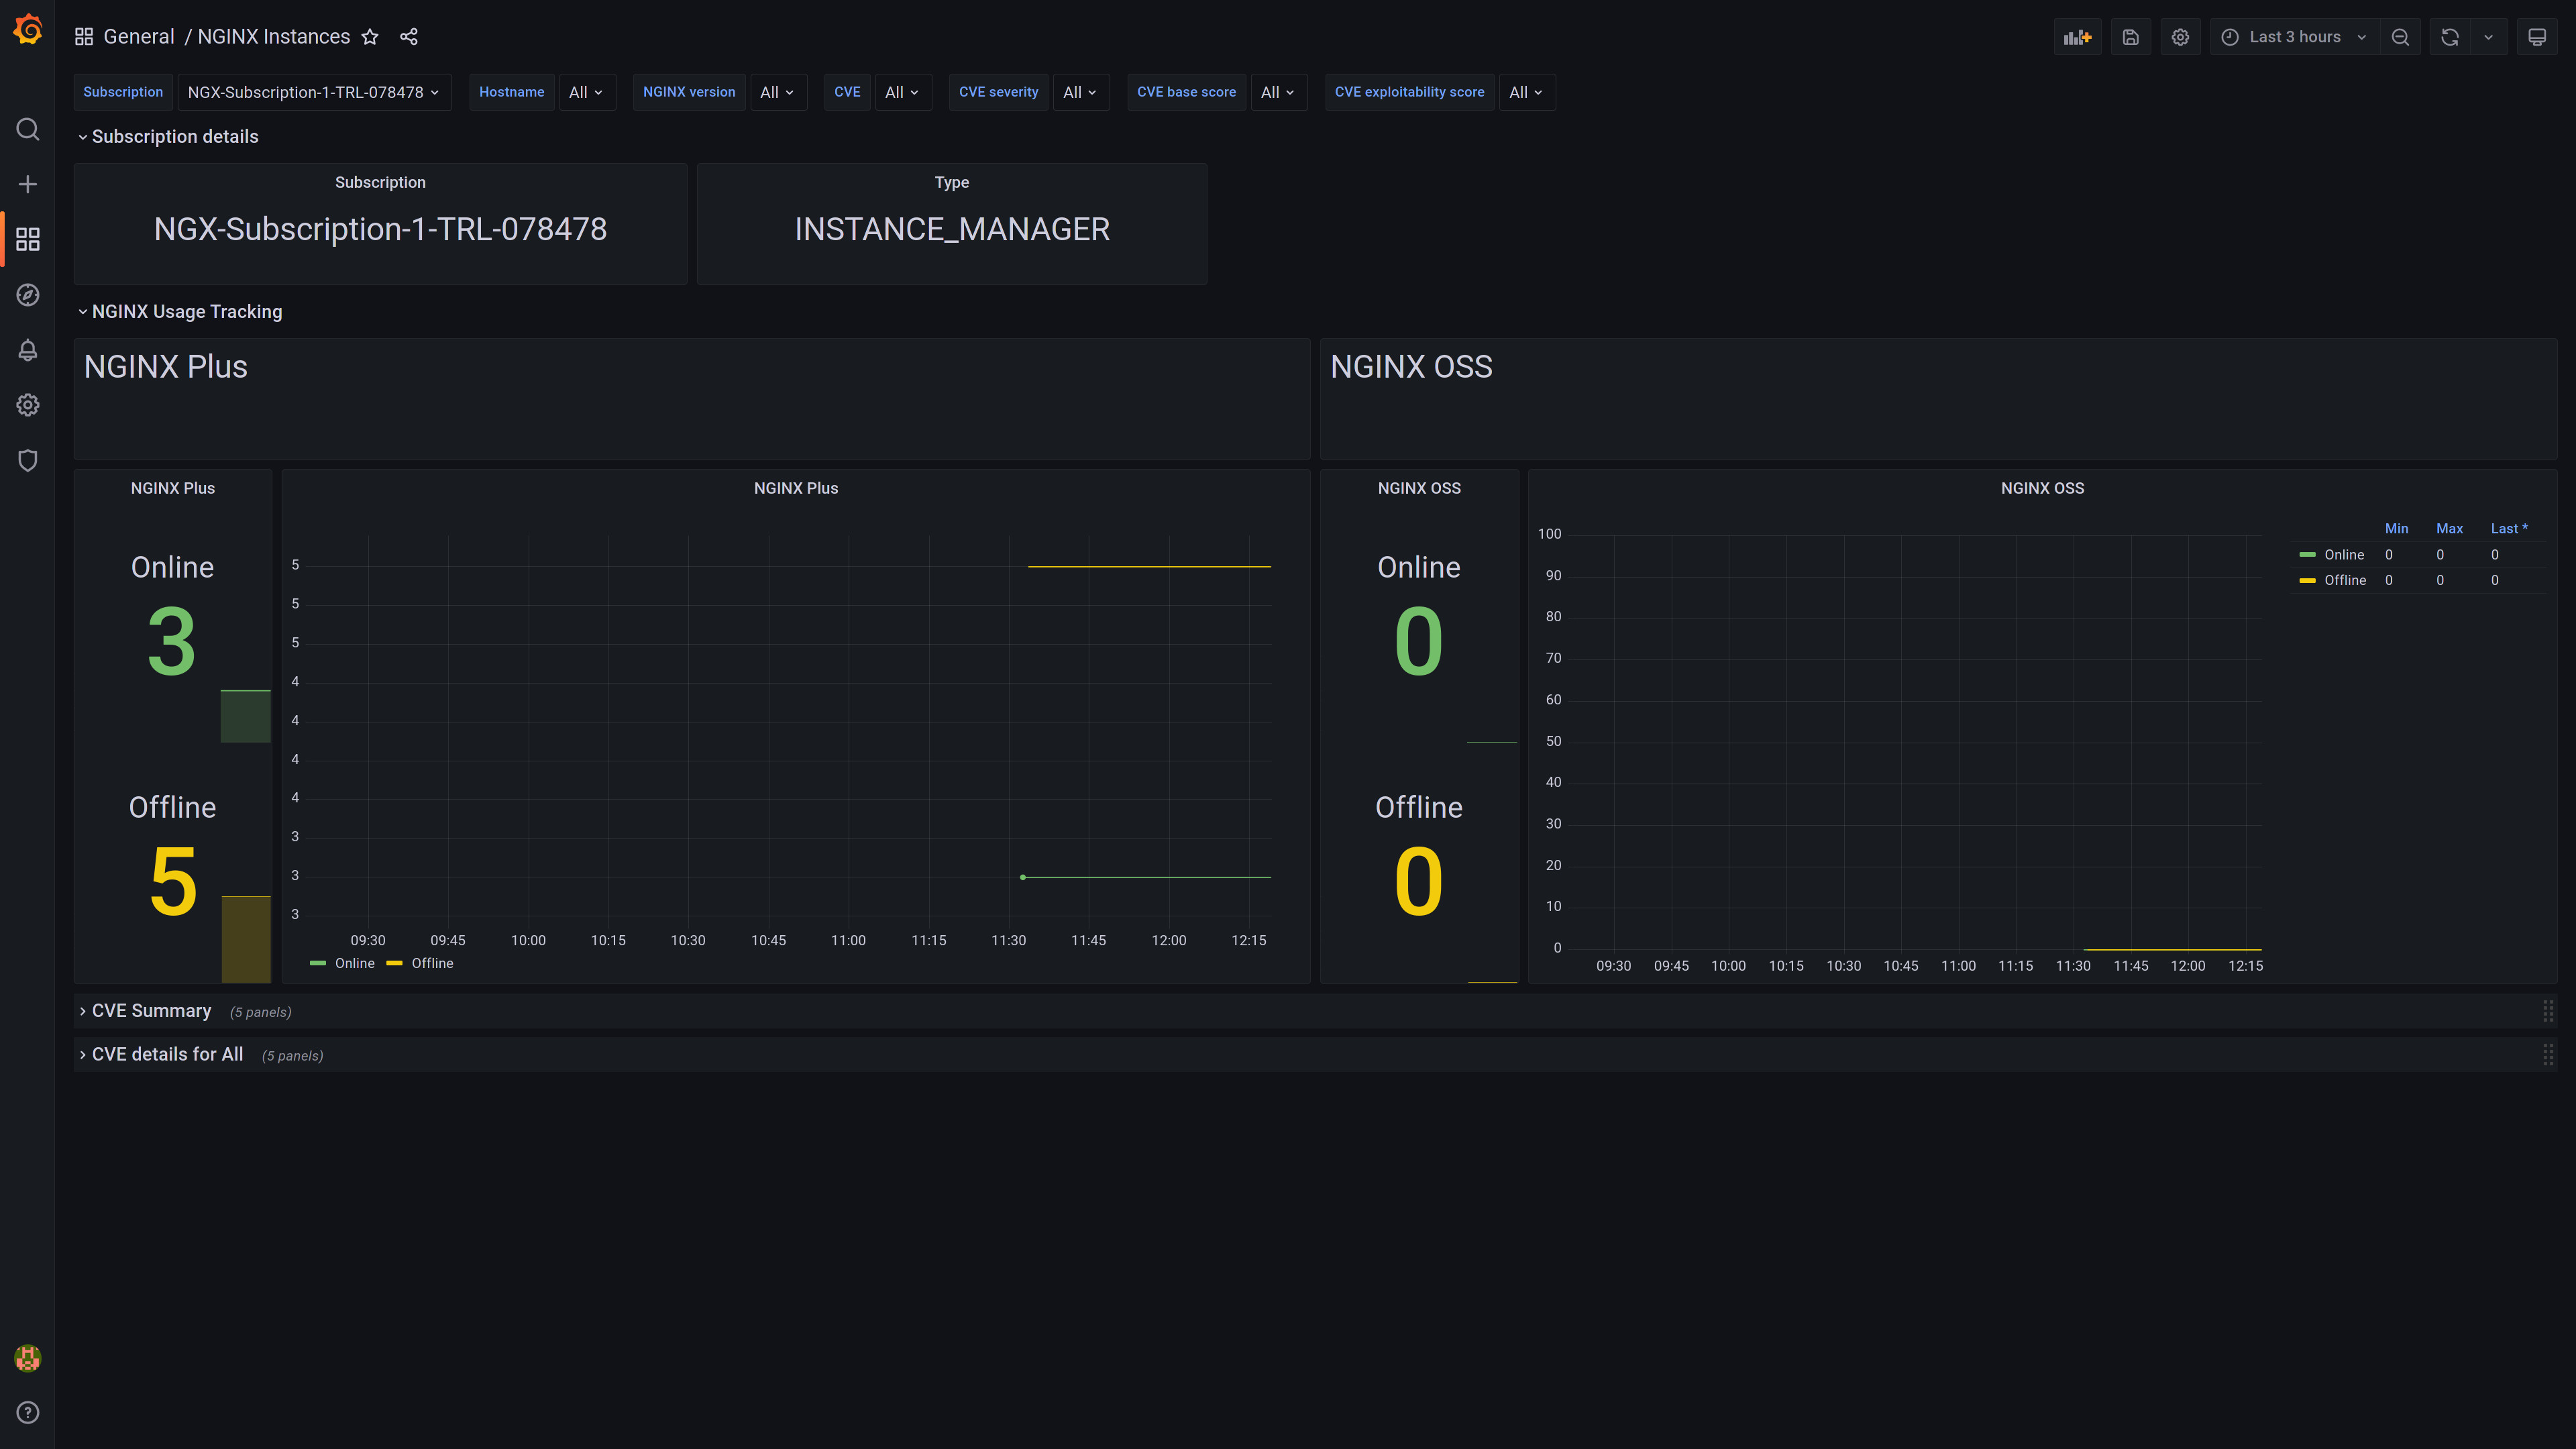 General / NGINX Instances
Last 3 hours
Subscription NGX-Subscription-1-TRL-078478 Hostname All NGINX version All CVE All CVE severity All CVE base score All CVE exploitability score All
Subscription details
Subscription
NGX-Subscription-1-TRL-078478
Type
INSTANCE_MANAGER
NGINX Usage Tracking
NGINX Plus
NGINX OSS
NGINX Plus
Online
3
Offline
5
NGINX Plus
5
5
5
4
4
4
4
3
3
3
09:30 09:45 10:00 10:15 10:30 10:45 11:00 11:15 11:30 11:45 12:00 12:15
Online Offline
NGINX OSS
Online
0
Offline
0
NGINX OSS
100
90
80
70
60
50
40
30
20
10
0
09:30 09:45 10:00 10:15 10:30 10:45 11:00 11:15 11:30 11:45 12:00 12:15
Min Max Last *
Online 0 0 0
Offline 0 0 0
CVE Summary (5 panels)
CVE details for All (5 panels)